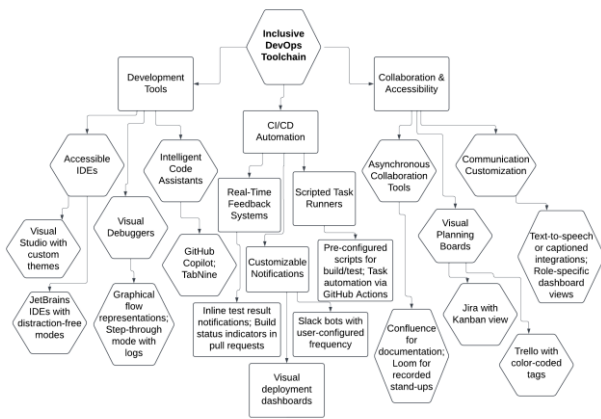 Inclusive
DevOps
Toolchain
Development
Tools
Collaboration &
Accessibility
CI/CD
Automation
Accessible
IDEs
Intelligent
Code
Assistants
Asynchronous
Collaboration
Tools
Communication
Customization
Real-Time
Feedback
Systems
Scripted Task
Runners
Visual
Debuggers
Visual
Planning
Boards
Visual
Studio with
custom
themes
GitHub
Copilot;
TabNine
Customizable
Notifications
Pre-configured
scripts for
build/test; Task
automation via
GitHub Actions
Text-to-speech
or captioned
integrations;
Role-specific
dashboard
views
JetBrains
IDEs with
distraction-free
modes
Graphical
flow
representations;
Step-through
mode with
logs
Inline test result
notifications; Build
status indicators in
pull requests
Slack bots with
user-configured
frequency
Confluence
for
documentation;
Loom for
recorded
stand-ups
Jira with
Kanban view
Trello with
color-coded
tags
Visual
deployment
dashboards